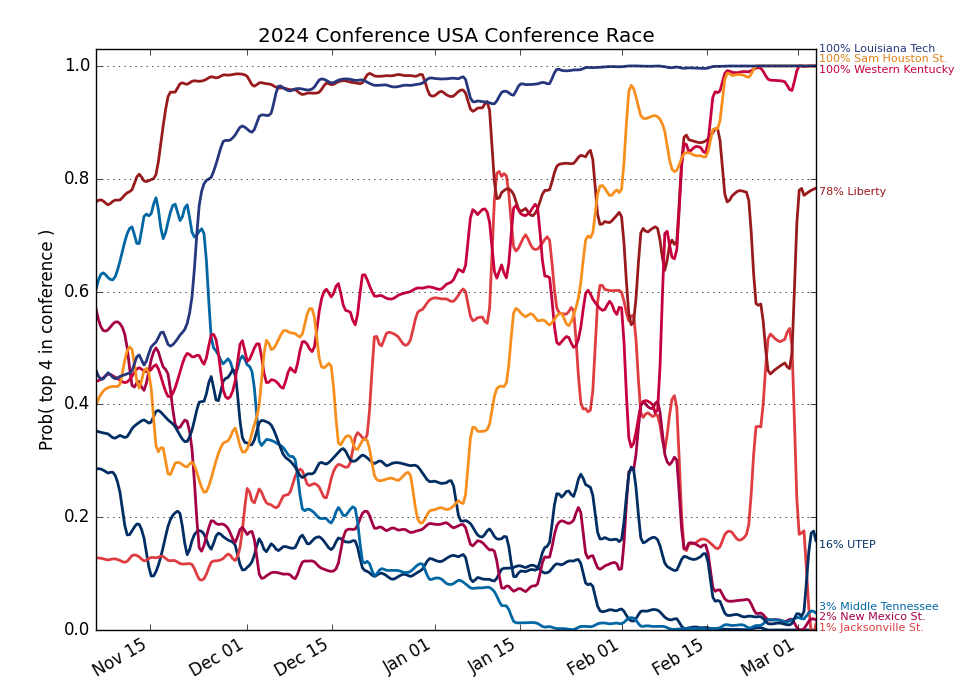 2024 Conference USA Conference Race
Prob( top 4 in conference )
1.0
0.8
0.6
0.4
0.2
0.0
Nov 15
Dec 01
Dec 15
Jan 01
Jan 15
Feb 01
Feb 15
Mar 01
100% Louisiana Tech
100% Sam Houston St.
100% Western Kentucky
78% Liberty
16% UTEP
3% Middle Tennessee
2% New Mexico St.
1% Jacksonville St.